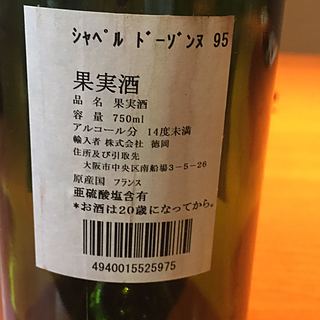 ｼｬﾍﾟﾙ ﾄﾞｰｿﾞﾝﾇ 95
果実酒
品 名 果実酒
容 量 750ml
アルコール分 14度未満
輸入者 株式会社 徳岡
住所及び引取先
大阪市中央区南船場3-5-26
原産国 フランス
亜硫酸塩含有
*お酒は20歳になってから。
4940015525975